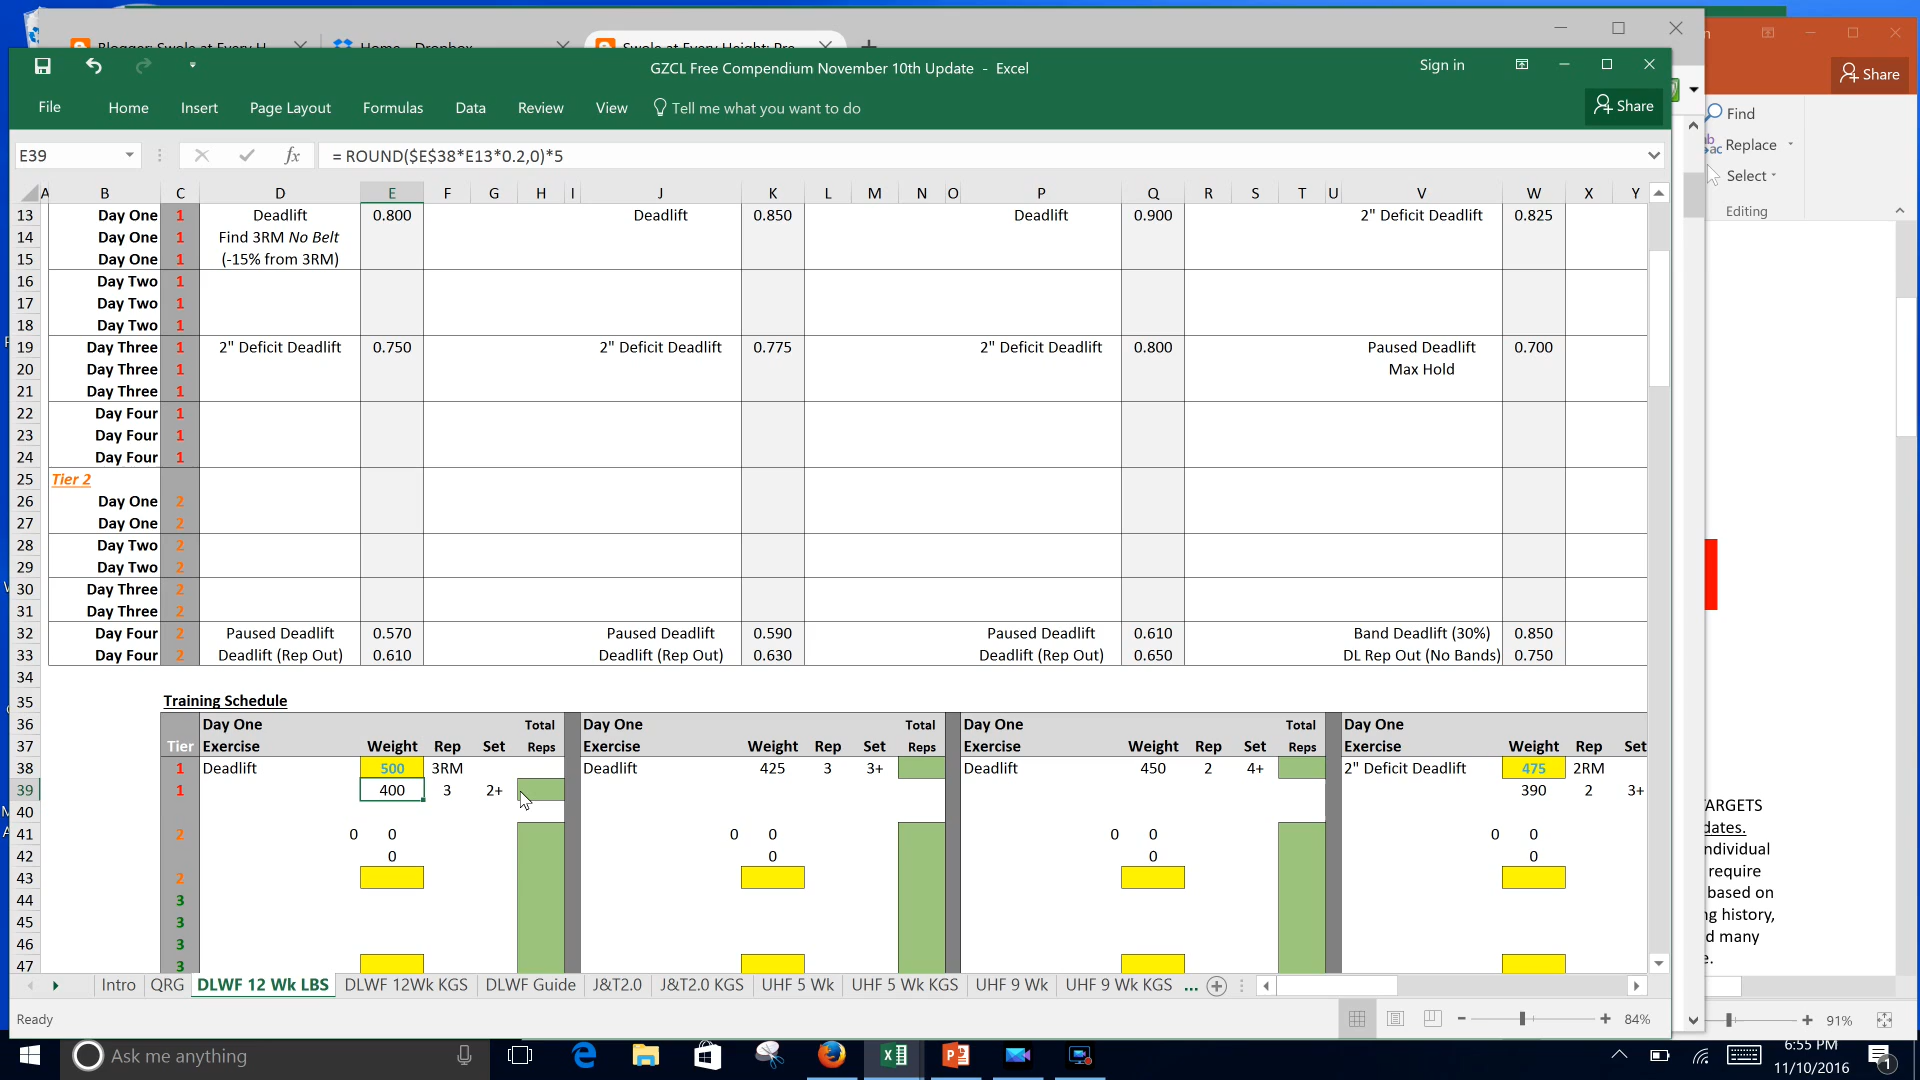 Blogger: Swole at Every H
Home - Dropbox
Swole at Every Height: Pre
GZCL Free Compendium November 10th Update - Excel
Sign in
File Home Insert Page Layout Formulas Data Review View Tell me what you want to do Share
Share
Find
Replace
Select
Editing
E39 fx = ROUND($E$38*E13*0.2,0)*5
A B C D E F G H I J K L M N O P Q R S T U V W X Y
13 Day One 1 Deadlift 0.800 Deadlift 0.850 Deadlift 0.900 2" Deficit Deadlift 0.825
14 Day One 1 Find 3RM No Belt
15 Day One 1 (-15% from 3RM)
16 Day Two 1
17 Day Two 1
18 Day Two 1
19 Day Three 1 2" Deficit Deadlift 0.750 2" Deficit Deadlift 0.775 2" Deficit Deadlift 0.800 Paused Deadlift 0.700
20 Day Three 1 Max Hold
21 Day Three 1
22 Day Four 1
23 Day Four 1
24 Day Four 1
25 Tier 2
26 Day One 2
27 Day One 2
28 Day Two 2
29 Day Two 2
30 Day Three 2
31 Day Three 2
32 Day Four 2 Paused Deadlift 0.570 Paused Deadlift 0.590 Paused Deadlift 0.610 Band Deadlift (30%) 0.850
33 Day Four 2 Deadlift (Rep Out) 0.610 Deadlift (Rep Out) 0.630 Deadlift (Rep Out) 0.650 DL Rep Out (No Bands) 0.750
34
35 Training Schedule
36 Day One Total Day One Total Day One Total Day One
37 Tier Exercise Weight Rep Set Reps Exercise Weight Rep Set Reps Exercise Weight Rep Set Reps Exercise Weight Rep Set
38 1 Deadlift 500 3RM Deadlift 425 3 3+ Deadlift 450 2 4+ 2" Deficit Deadlift 475 2RM
39 1 400 3 2+ 390 2 3+
40
41 2 0 0 0 0 0 0 0 0
42 0 0 0 0
43 2
44 3
45 3
46 3
47 3
ARGETS
dates.
ndividual
require
based on
ng history,
d many
e.
Intro QRG DLWF 12 Wk LBS DLWF 12Wk KGS DLWF Guide J&T2.0 J&T2.0 KGS UHF 5 Wk UHF 5 Wk KGS UHF 9 Wk UHF 9 Wk KGS ...
Ready 84%
91%
Ask me anything
6:55 PM
11/10/2016
1